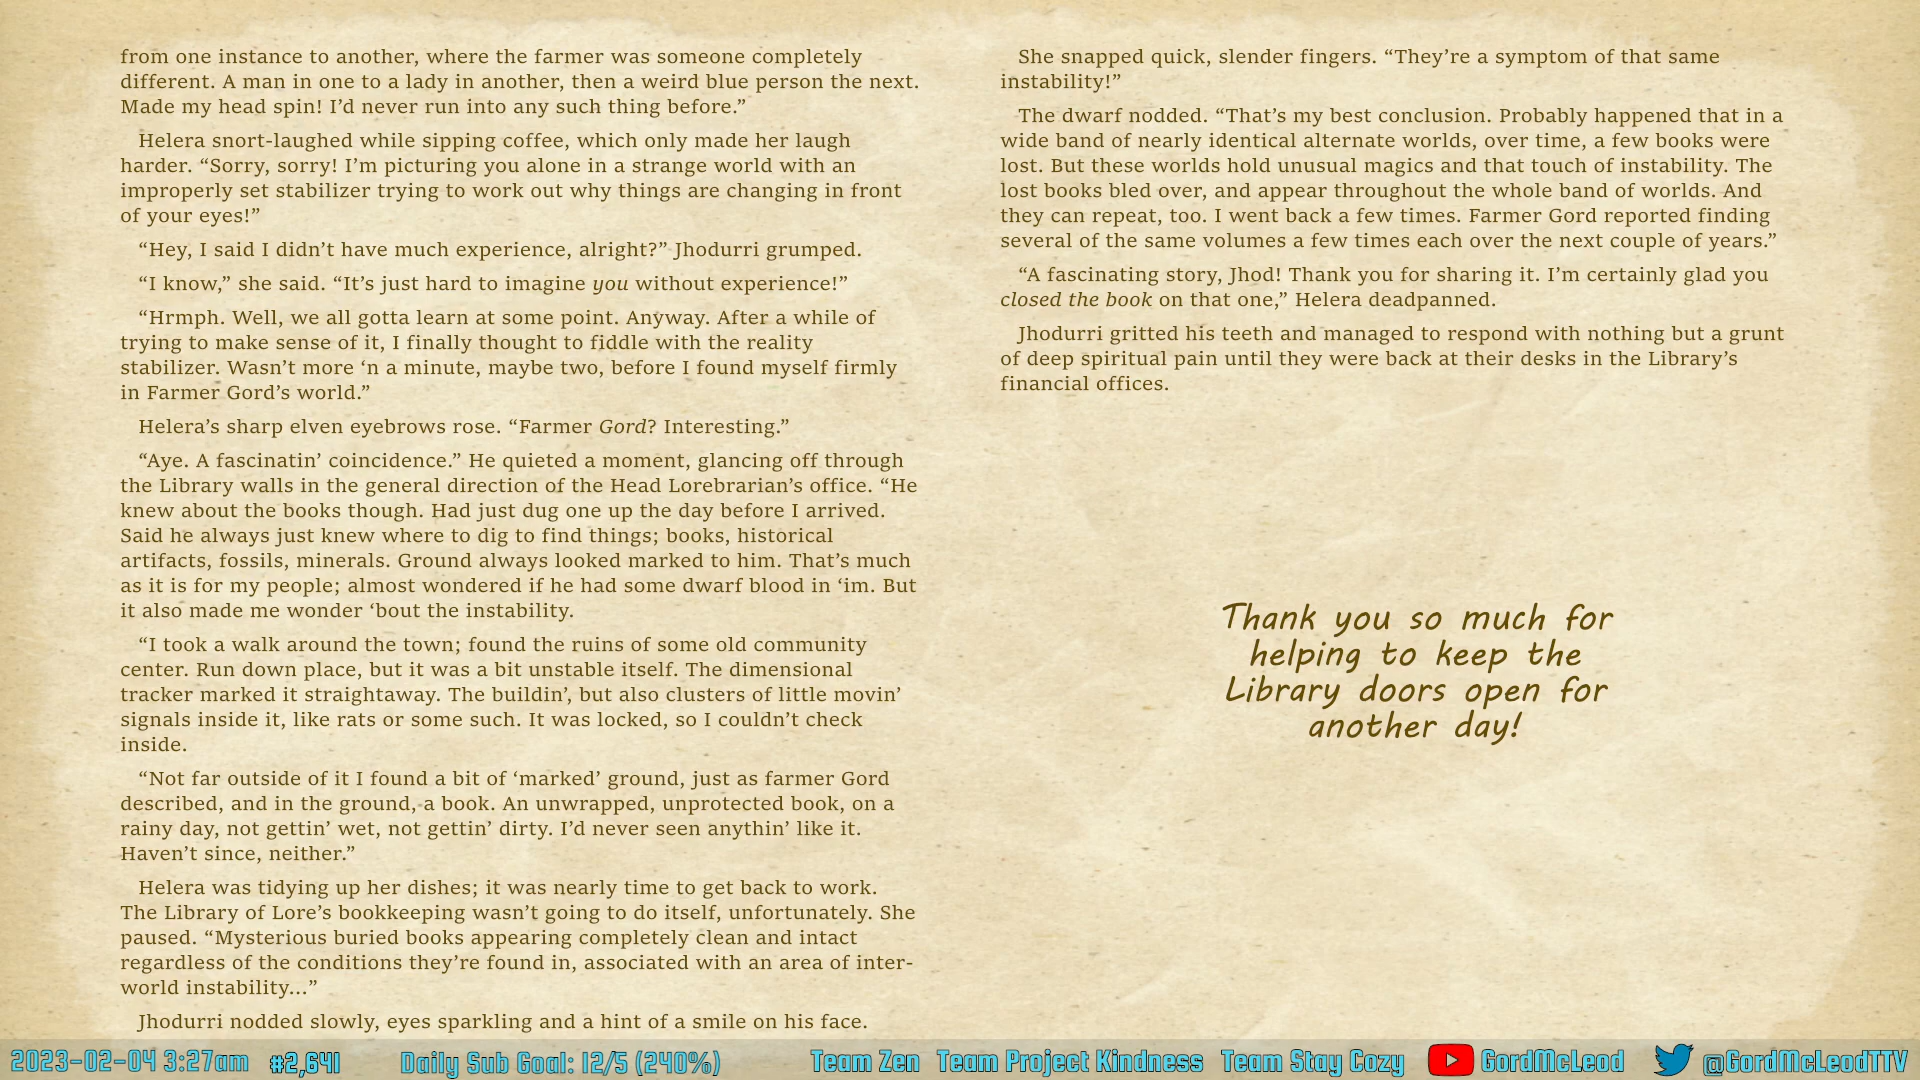 from one instance to another, where the farmer was someone completely
different. A man in one to a lady in another, then a weird blue person the next.
Made my head spin! I’d never run into any such thing before.”
Helera snort-laughed while sipping coffee, which only made her laugh
harder. “Sorry, sorry! I’m picturing you alone in a strange world with an
improperly set stabilizer trying to work out why things are changing in front
of your eyes!”
“Hey, I said I didn’t have much experience, alright?” Jhodurri grumped.
“I know,” she said. “It’s just hard to imagine you without experience!”
“Hrmph. Well, we all gotta learn at some point. Anyway. After a while of
trying to make sense of it, I finally thought to fiddle with the reality
stabilizer. Wasn’t more ‘n a minute, maybe two, before I found myself firmly
in Farmer Gord’s world.”
Helera’s sharp elven eyebrows rose. “Farmer Gord? Interesting.”
“Aye. A fascinatin’ coincidence.” He quieted a moment, glancing off through
the Library walls in the general direction of the Head Lorebrarian’s office. “He
knew about the books though. Had just dug one up the day before I arrived.
Said he always just knew where to dig to find things; books, historical
artifacts, fossils, minerals. Ground always looked marked to him. That’s much
as it is for my people; almost wondered if he had some dwarf blood in ‘im. But
it also made me wonder ‘bout the instability.
“I took a walk around the town; found the ruins of some old community
center. Run down place, but it was a bit unstable itself. The dimensional
tracker marked it straightaway. The buildin’, but also clusters of little movin’
signals inside it, like rats or some such. It was locked, so I couldn’t check
inside.
“Not far outside of it I found a bit of ‘marked’ ground, just as farmer Gord
described, and in the ground, a book. An unwrapped, unprotected book, on a
rainy day, not gettin’ wet, not gettin’ dirty. I’d never seen anythin’ like it.
Haven’t since, neither.”
Helera was tidying up her dishes; it was nearly time to get back to work.
The Library of Lore’s bookkeeping wasn’t going to do itself, unfortunately. She
paused. “Mysterious buried books appearing completely clean and intact
regardless of the conditions they’re found in, associated with an area of inter-
world instability...”
Jhodurri nodded slowly, eyes sparkling and a hint of a smile on his face.
She snapped quick, slender fingers. “They’re a symptom of that same
instability!”
The dwarf nodded. “That’s my best conclusion. Probably happened that in a
wide band of nearly identical alternate worlds, over time, a few books were
lost. But these worlds hold unusual magics and that touch of instability. The
lost books bled over, and appear throughout the whole band of worlds. And
they can repeat, too. I went back a few times. Farmer Gord reported finding
several of the same volumes a few times each over the next couple of years.”
“A fascinating story, Jhod! Thank you for sharing it. I’m certainly glad you
closed the book on that one,” Helera deadpanned.
Jhodurri gritted his teeth and managed to respond with nothing but a grunt
of deep spiritual pain until they were back at their desks in the Library’s
financial offices.
Thank you so much for
helping to keep the
Library doors open for
another day!
2023-02-04 3:27am #2,641 Daily Sub Goal: 12/5 (240%) Team Zen Team Project Kindness Team Stay Cozy GordMcLeod @GordMcLeodTTV